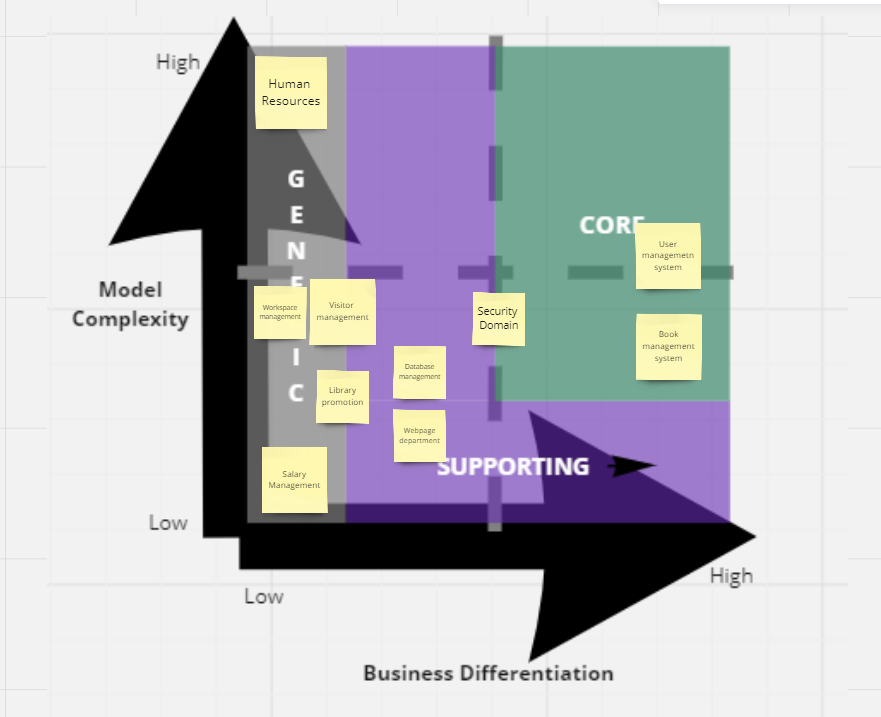 High
Human
Resources
G
E
N
E
I
C
CORE
User
managemetn
system
Model
Complexity
Workspace
management
Visitor
management
Security
Domain
Book
management
system
Database
management
Library
promotion
Webpage
department
SUPPORTING
Salary
Management
Low
Low
High
Business Differentiation